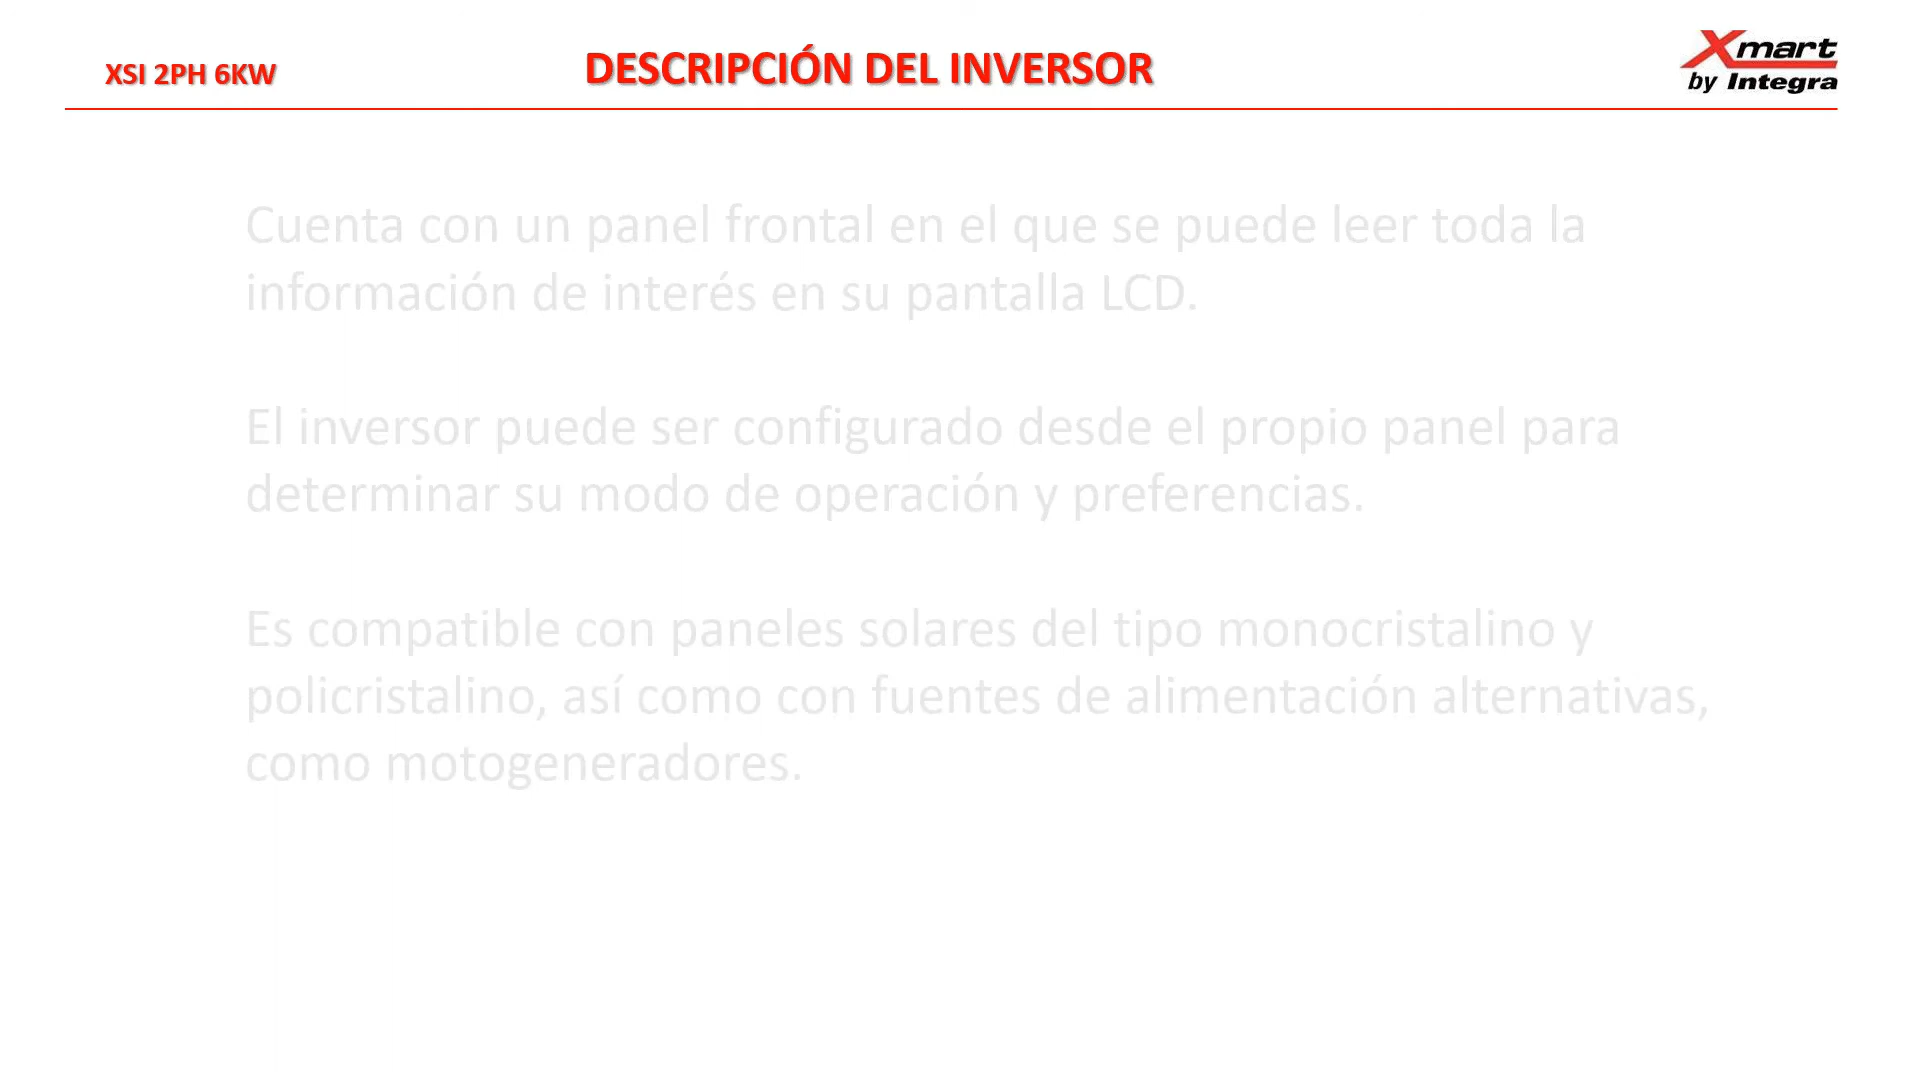 XSI 2PH 6KW
DESCRIPCIÓN DEL INVERSOR
Xmart
by Integra
Cuenta con un panel frontal en el que se puede leer toda la
información de interés en su pantalla LCD.
El inversor puede ser configurado desde el propio panel para
determinar su modo de operación y preferencias.
Es compatible con paneles solares del tipo monocristalino y
policristalino, así como con fuentes de alimentación alternativas,
como motogeneradores.